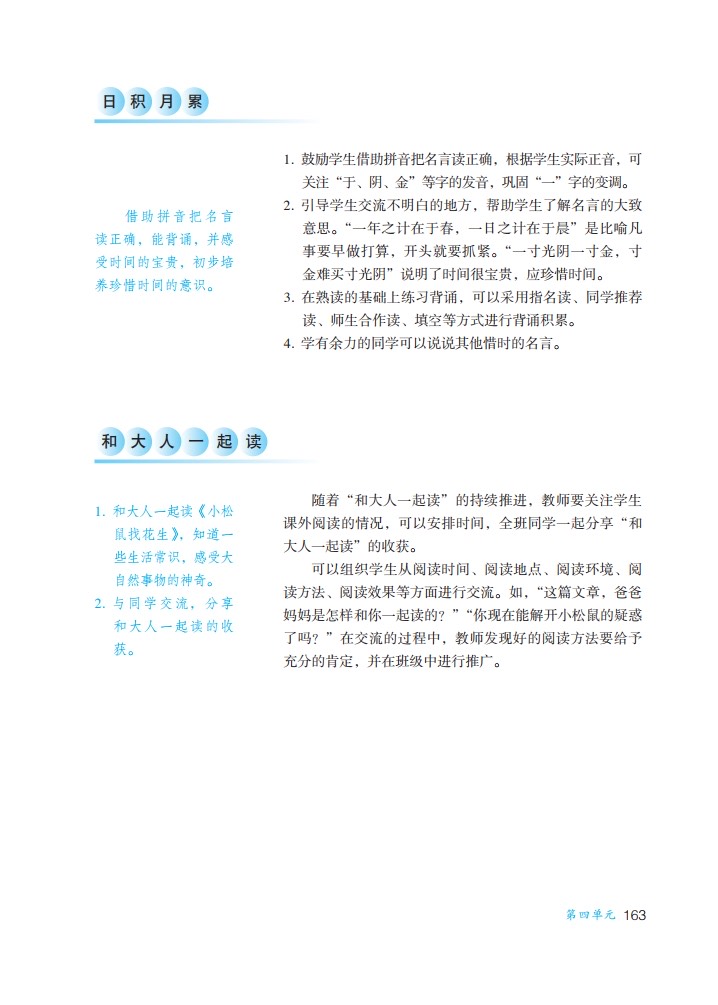 日积月累
借助拼音把名言
读正确，能背诵，并感
受时间的宝贵，初步培
养珍惜时间的意识。
1. 鼓励学生借助拼音把名言读正确，根据学生实际正音，可
关注“于、阴、金”等字的发音，巩固“一”字的变调。
2. 引导学生交流不明白的地方，帮助学生了解名言的大致
意思。“一年之计在于春，一日之计在于晨”是比喻凡
事要早做打算，开头就要抓紧。“一寸光阴一寸金，寸
金难买寸光阴”说明了时间很宝贵，应珍惜时间。
3. 在熟读的基础上练习背诵，可以采用指名读、同学推荐
读、师生合作读、填空等方式进行背诵积累。
4. 学有余力的同学可以说说其他惜时的名言。
和大人一起读
1. 和大人一起读《小松
鼠找花生》，知道一
些生活常识，感受大
自然事物的神奇。
2. 与同学交流，分享
和大人一起读的收
获。
随着“和大人一起读”的持续推进，教师要关注学生
课外阅读的情况，可以安排时间，全班同学一起分享“和
大人一起读”的收获。
可以组织学生从阅读时间、阅读地点、阅读环境、阅
读方法、阅读效果等方面进行交流。如，“这篇文章，爸爸
妈妈是怎样和你一起读的？”“你现在能解开小松鼠的疑惑
了吗？”在交流的过程中，教师发现好的阅读方法要给予
充分的肯定，并在班级中进行推广。
第四单元 163